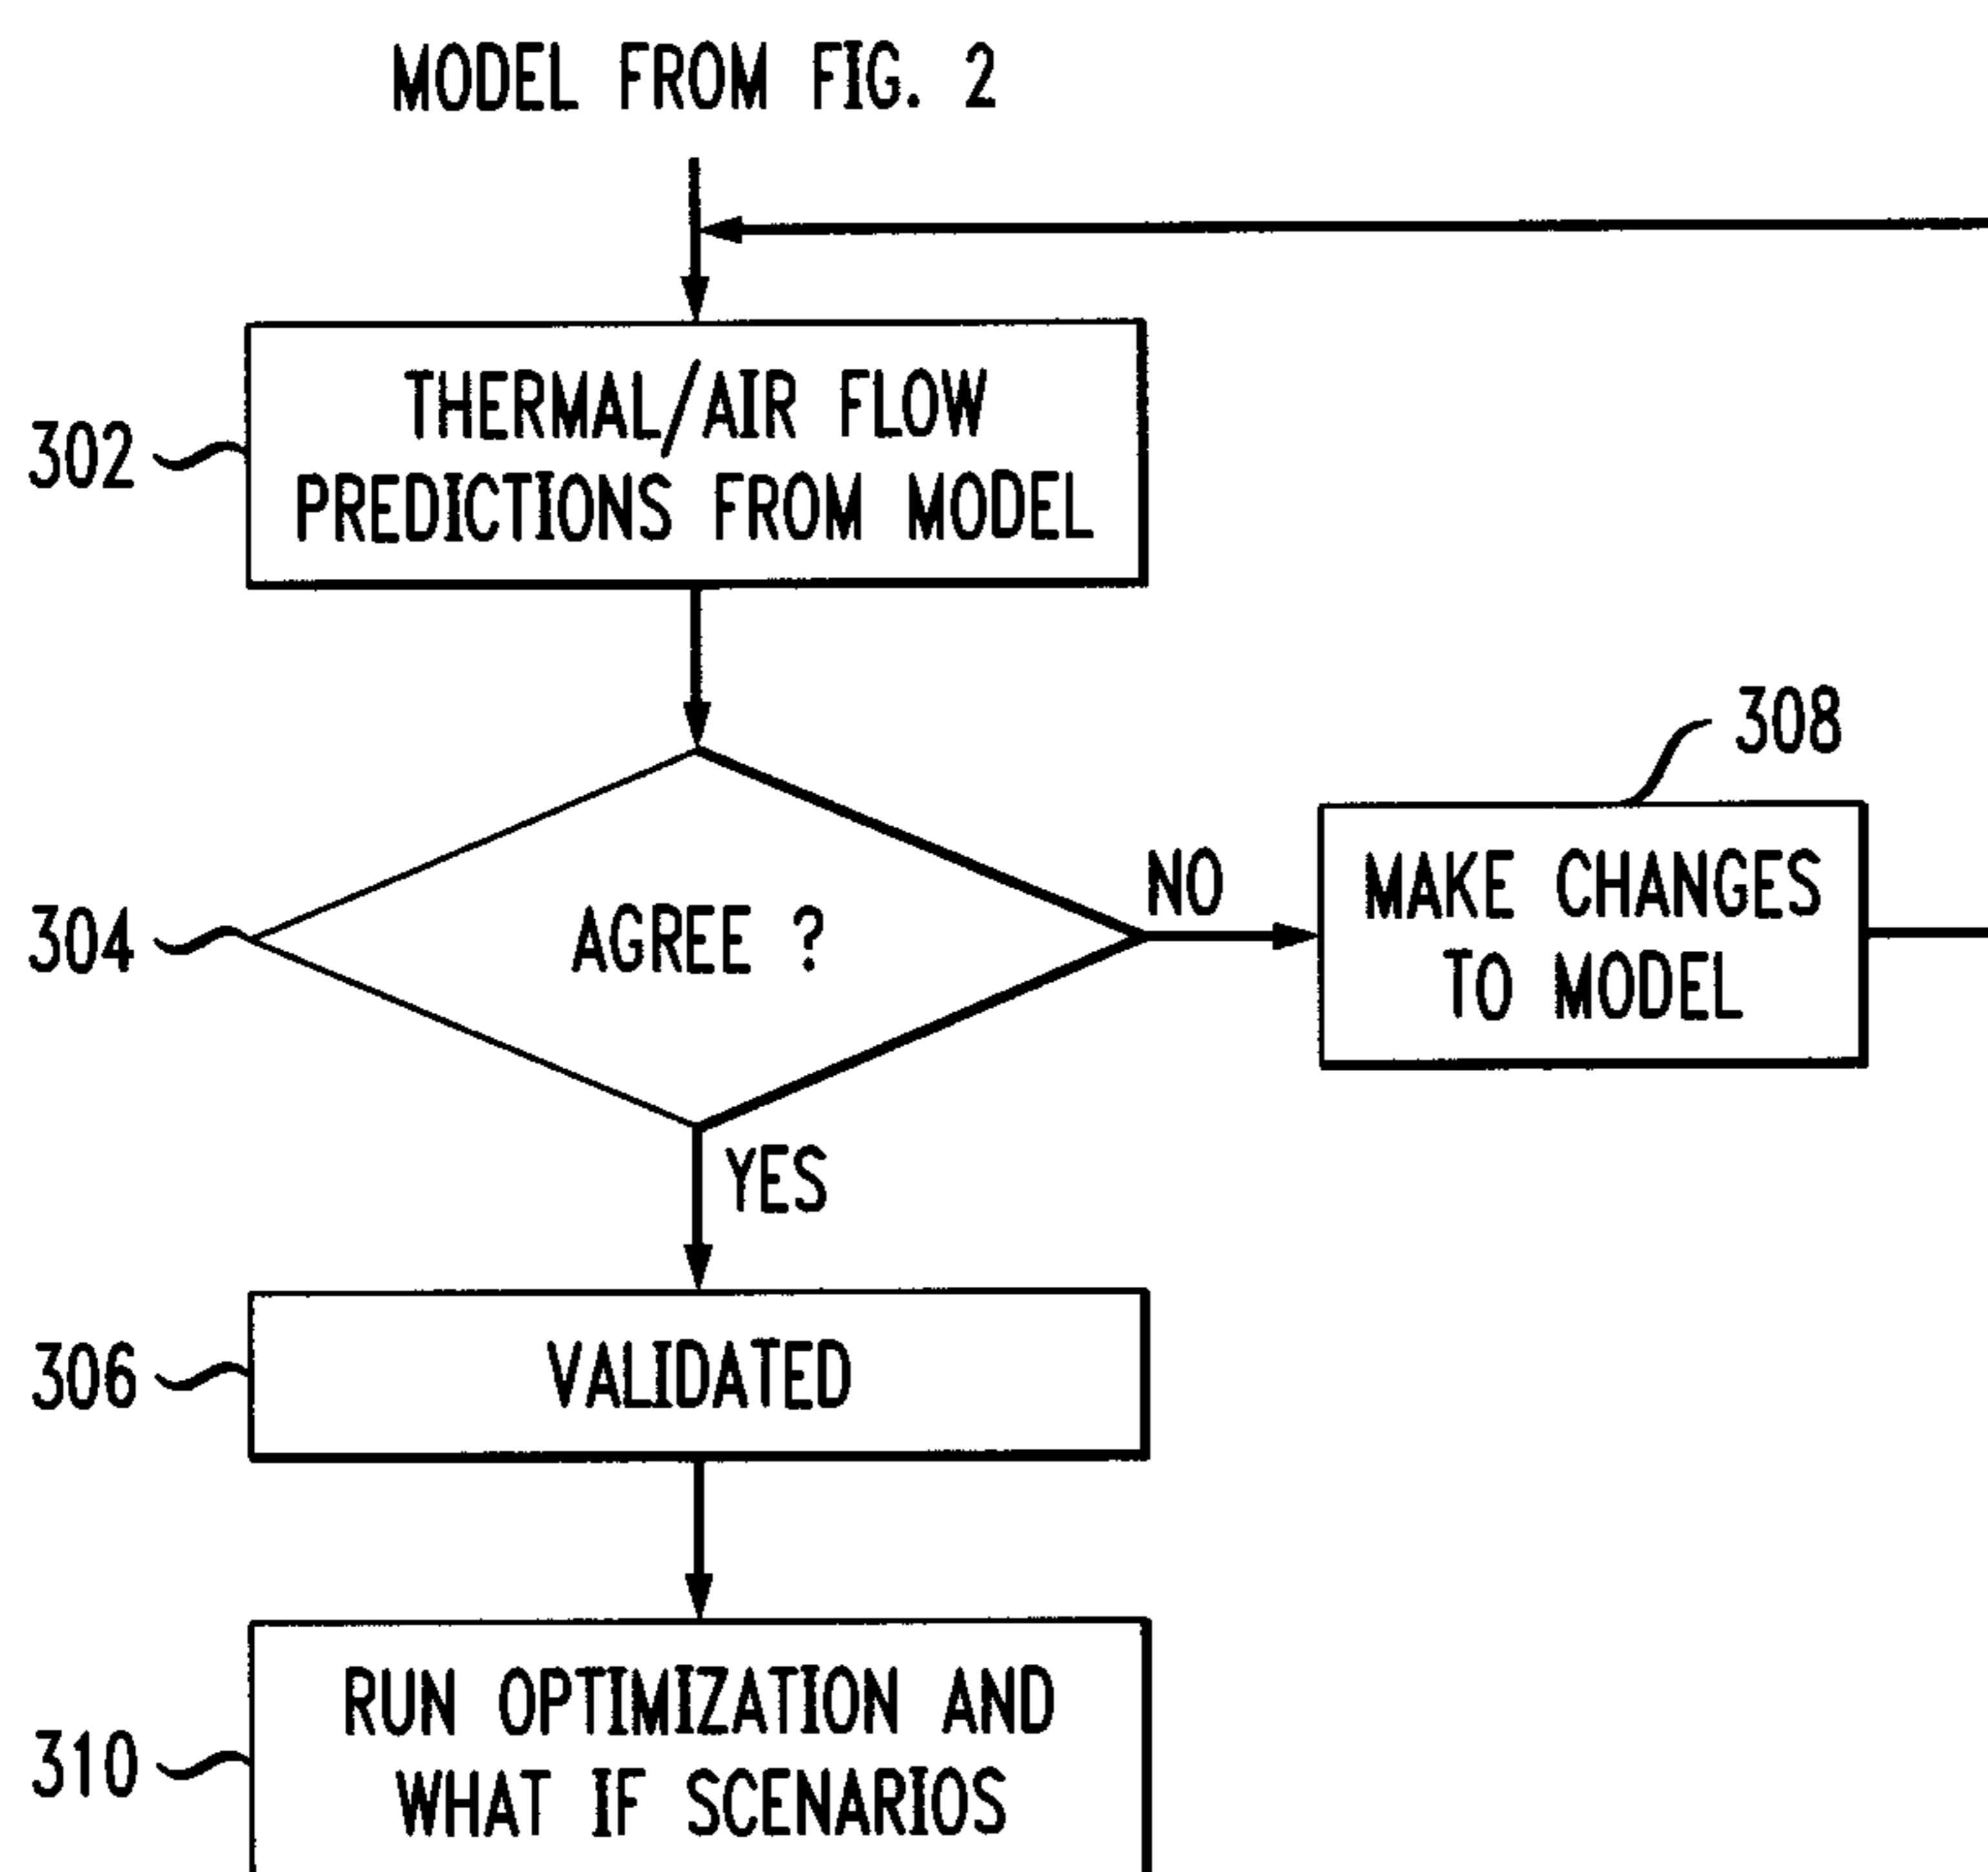 MODEL FROM FIG. 2
302
THERMAL/AIR FLOW
PREDICTIONS FROM MODEL
304
AGREE ?
NO
308
MAKE CHANGES
TO MODEL
YES
306
VALIDATED
310
RUN OPTIMIZATION AND
WHAT IF SCENARIOS